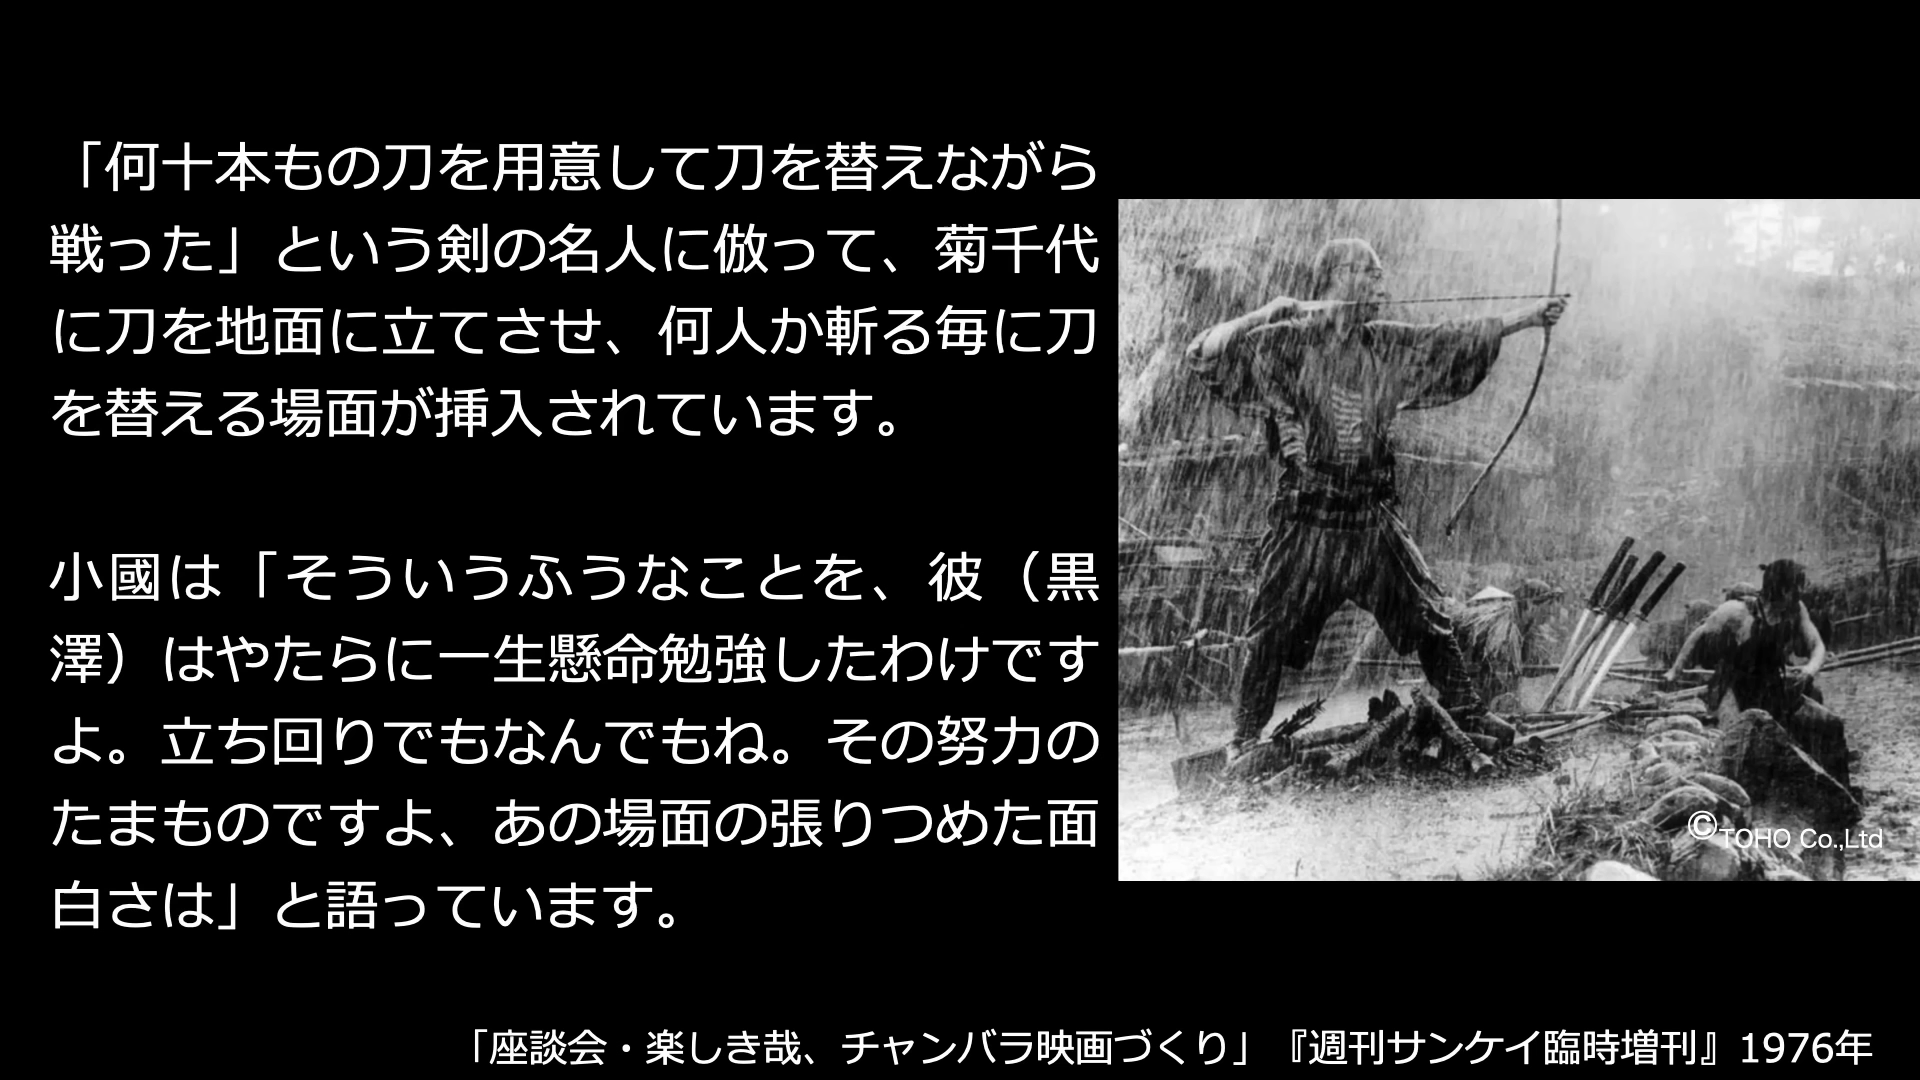 「何十本もの刀を用意して刀を替えながら
戦った」という剣の名人に倣って、菊千代
に刀を地面に立てさせ、何人か斬る毎に刀
を替える場面が挿入されています。
小國は「そういうふうなことを、彼（黒
澤）はやたらに一生懸命勉強したわけです
よ。立ち回りでもなんでもね。その努力の
たまものですよ、あの場面の張りつめた面
白さは」と語っています。
©TOHO Co.,Ltd
「座談会・楽しき哉、チャンバラ映画づくり」『週刊サンケイ臨時増刊』1976年